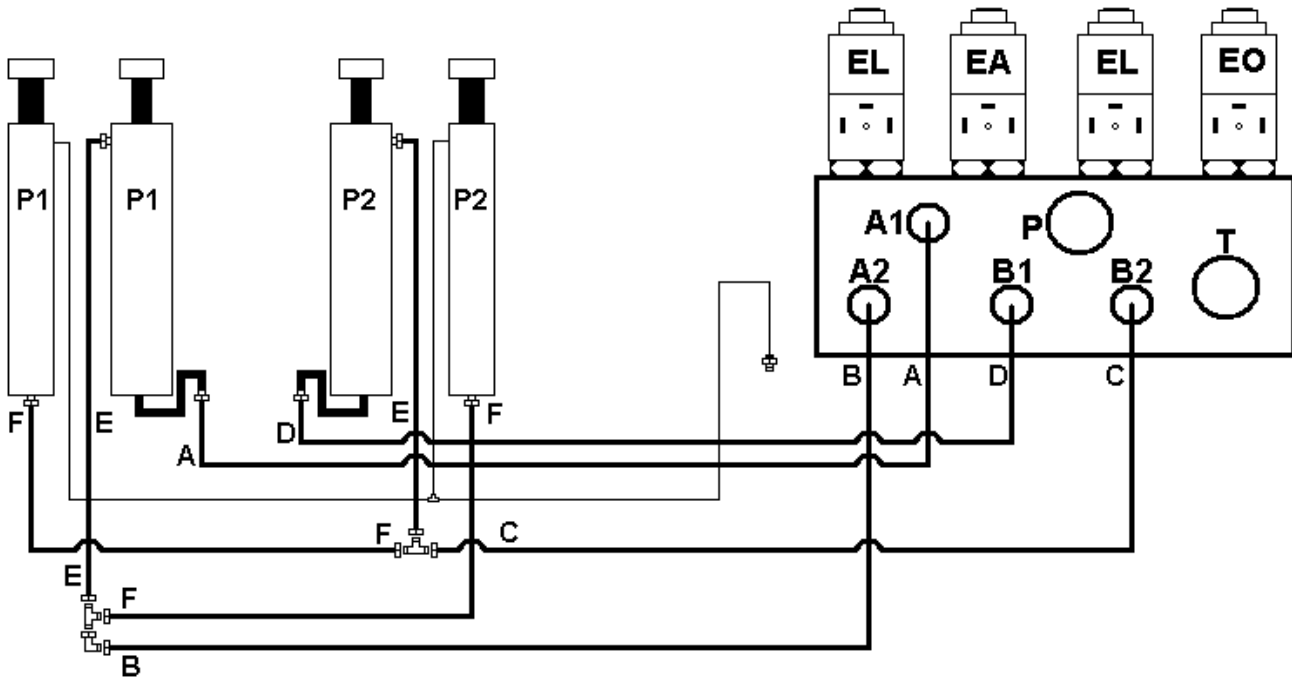 EL EA EL EO
P1 P1 P2 P2
A1 P T
A2 B1 B2
B A D C
F E E F
D
A
F C
E
F
B